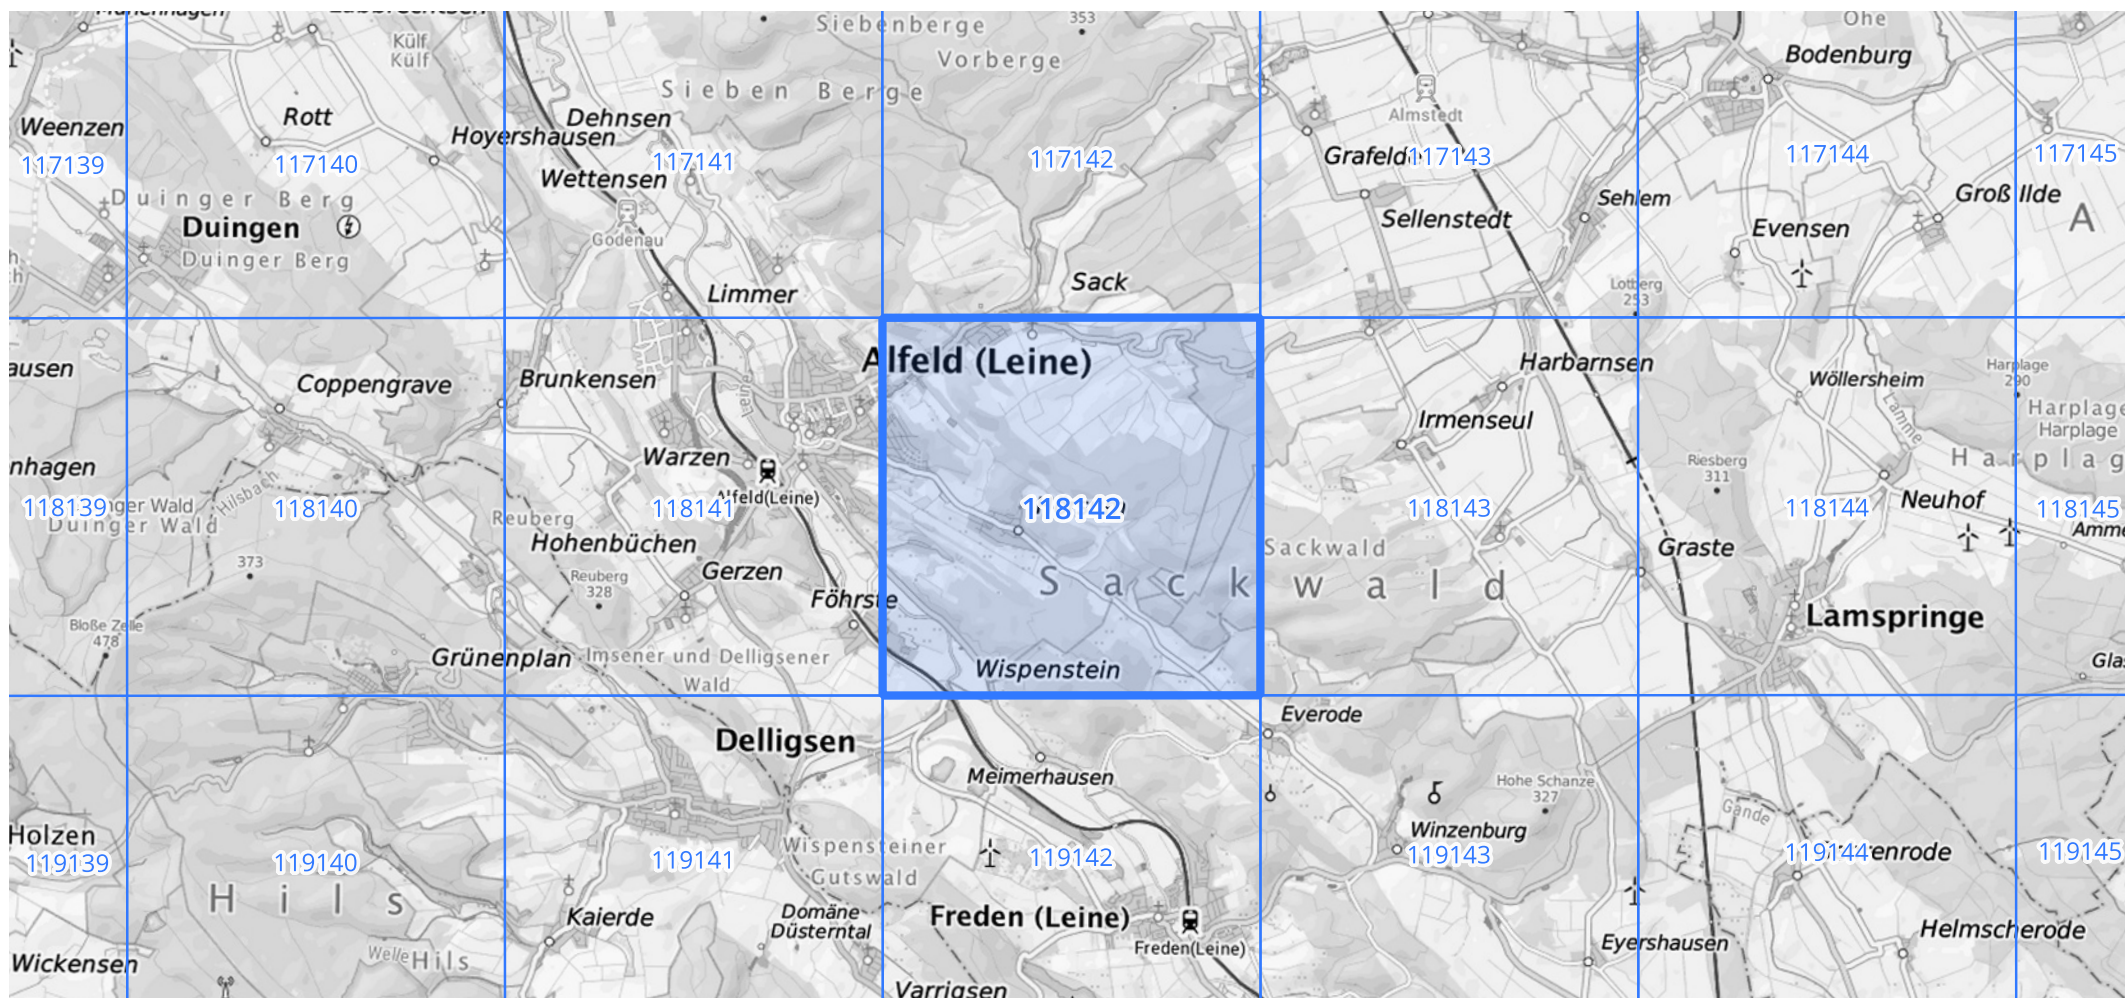 Siebenberge
353
Ohe
Külf
Külf
Vorberge
Bodenburg
Sieben Berge
Rott
Dehnsen
Almstedt
Weenzen
Hoyershausen
117139
117140
117141
117142
117143
117144
117145
Wettensen
Sehlem
Groß Ilde
Duinger Berg
Sellenstedt
Evensen
A
Duingen
Godenau
Duinger Berg
Limmer
Sack
Lotberg
253
Alfeld (Leine)
Harbarnsen
Coppengrave
Brunkensen
Wöllersheim
Harplage
290
Leine
Irmenseul
Lamme
Harplage
Warzen
Riesberg
311
Neuhof
Alfeld(Leine)
Hilsbach
Duinger Wald
118139
118140
118141
118142
118143
118144
118145
Reuberg
Hohenbüchen
Sackwald
Graste
373
Reuberg
328
Gerzen
Sackwald
Föhrste
Lamspringe
Bloße Zelle
478
Grünenplan
Imsener und Delligsener
Wald
Wispenstein
Everode
Delligsen
Meimerhausen
Hohe Schanze
327
Gande
Holzen
Winzenburg
Wispensteiner
Gutswald
119139
119140
119141
119142
119143
119144
119145
Hils
Kaierde
Domäne
Düsterntal
Freden (Leine)
Freden(Leine)
Eyershausen
Helmscherode
Wickensen
Welle
Hils
Varrigsen